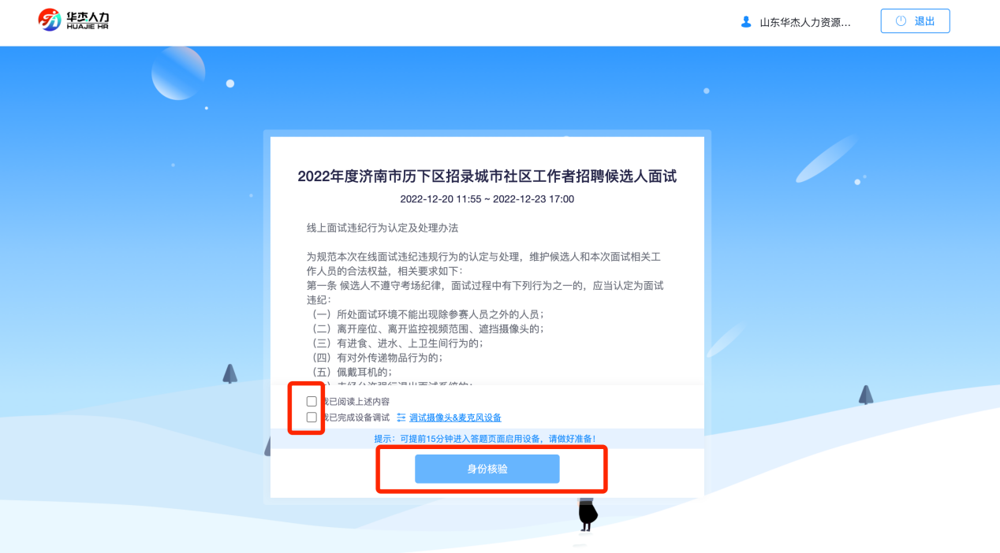 华杰人力
HUAJIE HR
山东华杰人力资源...
退出
2022年度济南市历下区招录城市社区工作者招聘候选人面试
2022-12-20 11:55 ~ 2022-12-23 17:00
线上面试违纪行为认定及处理办法
为规范本次在线面试违纪违规行为的认定与处理，维护候选人和本次面试相关工
作人员的合法权益，相关要求如下：
第一条 候选人不遵守考场纪律，面试过程中有下列行为之一的，应当认定为面试
违纪：
（一）所处面试环境不能出现除参赛人员之外的人员；
（二）离开座位、离开监控视频范围、遮挡摄像头的；
（三）有进食、进水、上卫生间行为的；
（四）有对外传递物品行为的；
（五）佩戴耳机的；
我已阅读上述内容
我已完成设备调试 调试摄像头&麦克风设备
提示：可提前15分钟进入答题页面启用设备，请做好准备！
身份核验